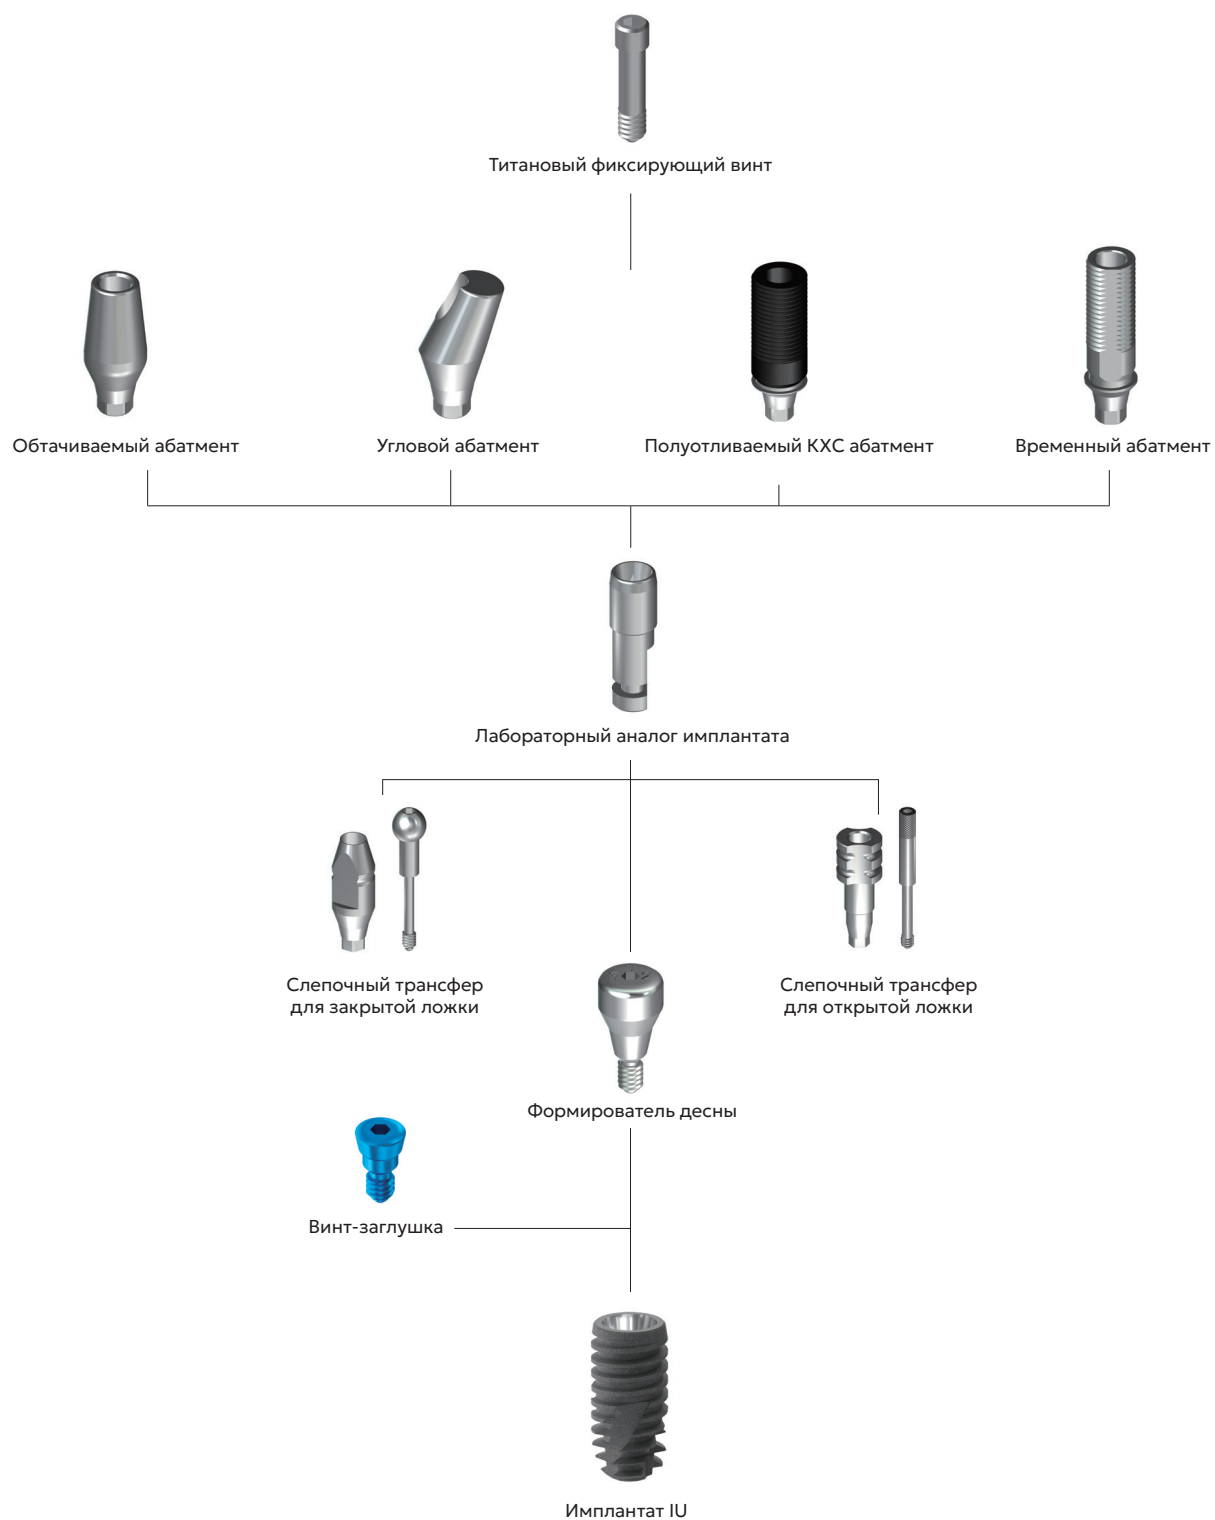 Титановый фиксирующий винт
Обтачиваемый абатмент
Угловой абатмент
Полуотливаемый КХС абатмент
Временный абатмент
Лабораторный аналог имплантата
Слепочный трансфер
для закрытой ложки
Слепочный трансфер
для открытой ложки
Формирователь десны
Винт-заглушка
Имплантат IU